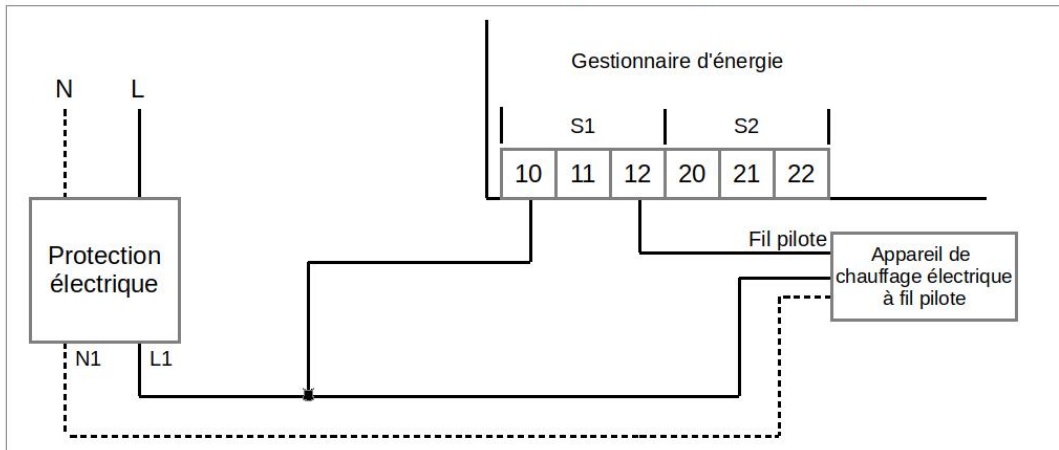 Gestionnaire d'énergie
N L
S1 S2
10 11 12 20 21 22
Protection
électrique
Fil pilote
Appareil de
chauffage électrique
à fil pilote
N1 L1